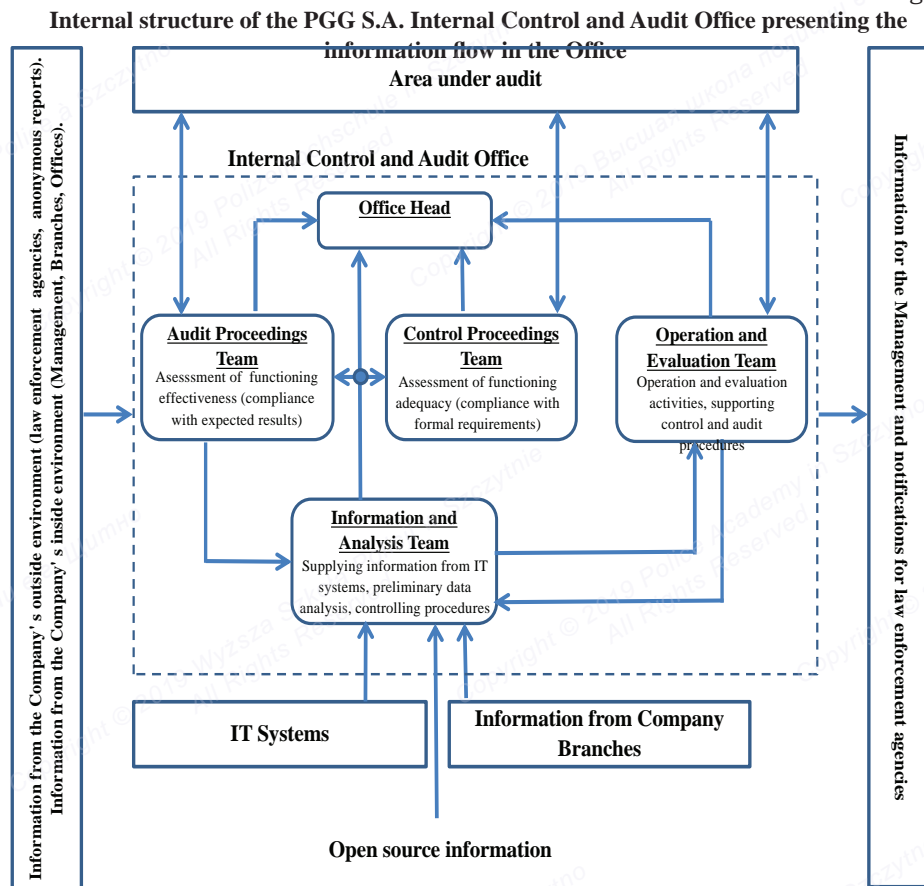 Internal structure of the PGG S.A. Internal Control and Audit Office presenting the
information flow in the Office
Information from the Company's outside environment (law enforcement agencies, anonymous reports).
Information from the Company's inside environment (Management, Branches, Offices).
Area under audit
Internal Control and Audit Office
Office Head
Audit Proceedings
Team
Asesssment of functioning
effectiveness (compliance
with expected results)
Control Proceedings
Team
Assessment of functioning
adequacy (compliance with
formal requirements)
Operation and
Evaluation Team
Operation and evaluation
activities, supporting
control and audit
procedures
Information and
Analysis Team
Supplying information from IT
systems, preliminary data
analysis, controlling procedures
IT Systems
Information from Company
Branches
Open source information
Information for the Management and notifications for law enforcement agencies